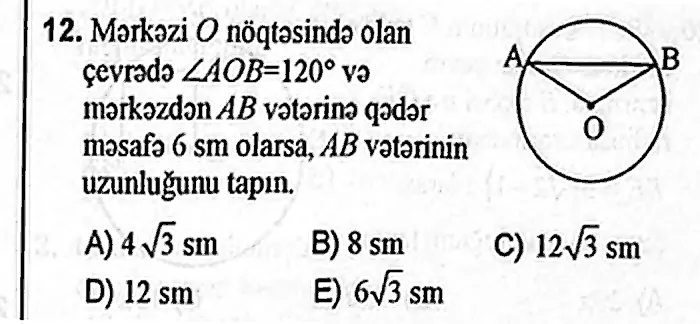 12. Mərkəzi O nöqtəsində olan
çevrədə ∠AOB=120° və
mərkəzdən AB vətərinə qədər
məsafə 6 sm olarsa, AB vətərinin
uzunluğunu tapın.
A B
O
A) 4√3 sm B) 8 sm C) 12√3 sm
D) 12 sm E) 6√3 sm